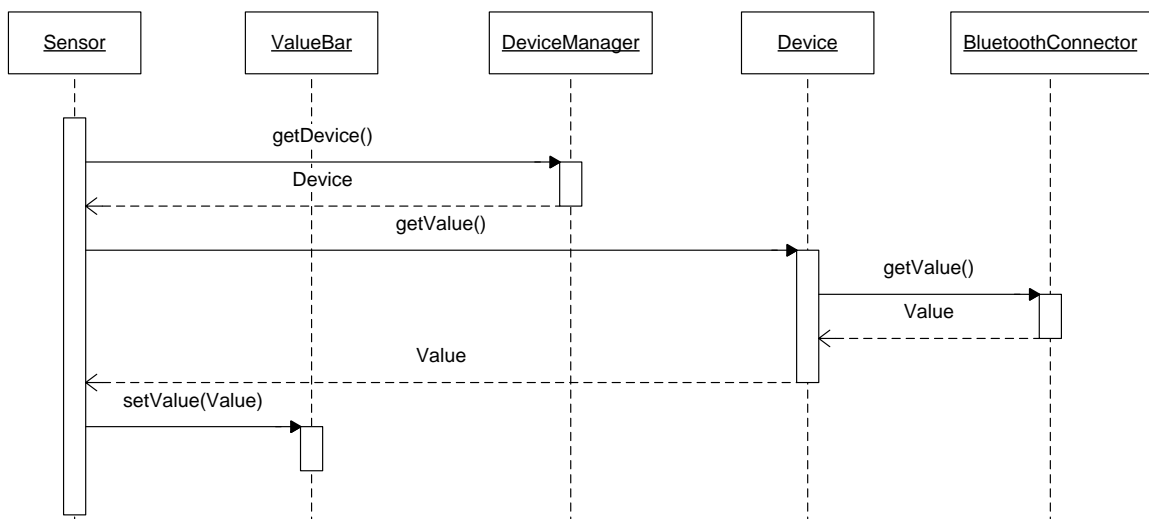 Sensor
ValueBar
DeviceManager
Device
BluetoothConnector
getDevice()
Device
getValue()
getValue()
Value
Value
setValue(Value)